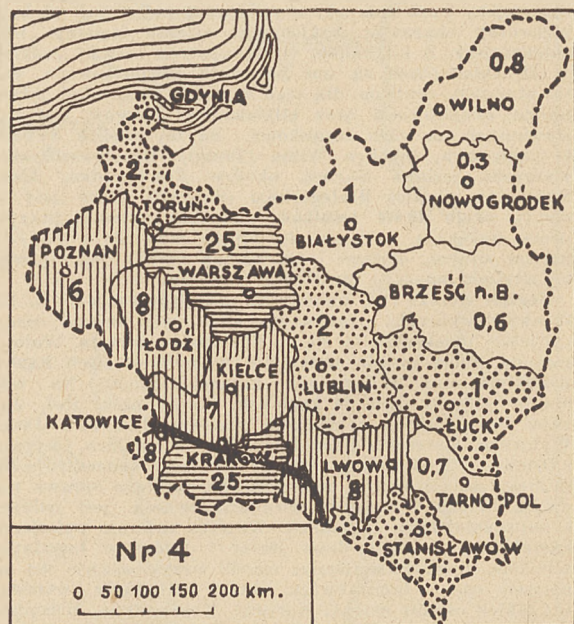 GDYNIA
0,8
WILNO
2
1
0,3
NOWOGRÓDEK
TORUŃ
BIAŁYSTOK
25
POZNAŃ
WARSZAWA
6
8
BRZEŚĆ n.B.
0,6
ŁÓDŹ
2
KIELCE
LUBLIN
1
7
ŁUCK
KATOWICE
18
KRAKÓW
25
LWÓW
8
0,7
TARNOPOL
STANISŁAWÓW
1
Nr 4
0 50 100 150 200 km.